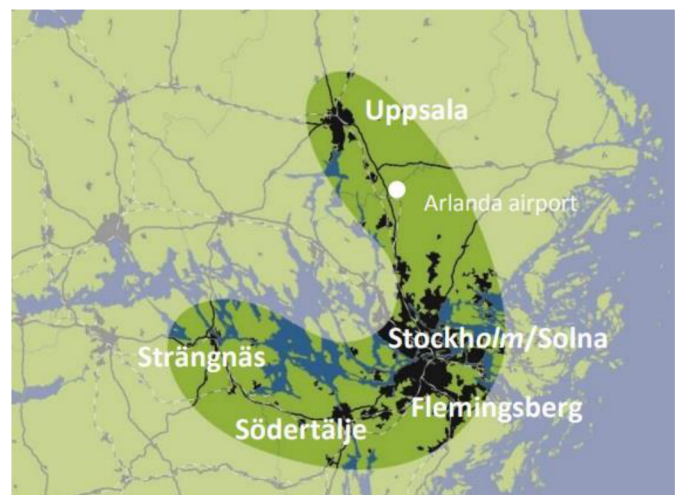 Uppsala
Arlanda airport
Stockholm/Solna
Strängnäs
Flemingsberg
Södertälje